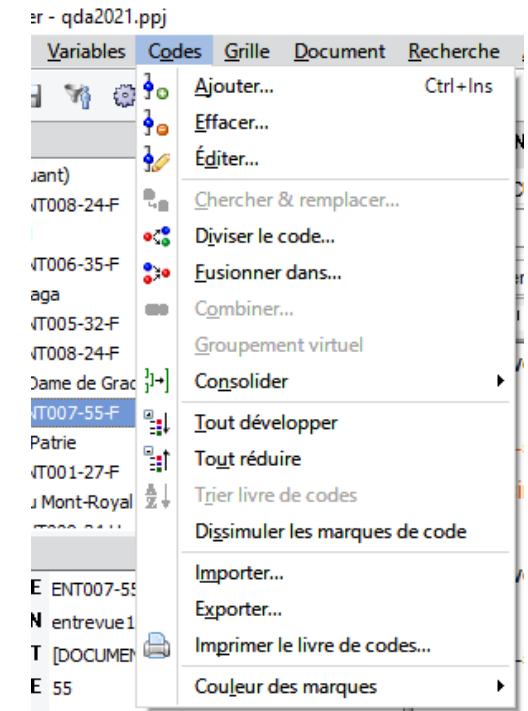 er - qda2021.ppj
Variables Codes Grille Document Recherche
Ajouter... Ctrl+Ins
Effacer...
Éditer...
uant)
NT008-24-F
Chercher & remplacer...
Diviser le code...
NT006-35-F
Fusionner dans...
aga
NT005-32-F
Combiner...
NT008-24-F
Groupement virtuel
Dame de Grac
Consolider
NT007-55-F
Tout développer
Patrie
NT001-27-F
Tout réduire
u Mont-Royal
Trier livre de codes
Dissimuler les marques de code
Importer...
E ENT007-55
Exporter...
N entrevue1
Imprimer le livre de codes...
T [DOCUMEN
E 55
Couleur des marques